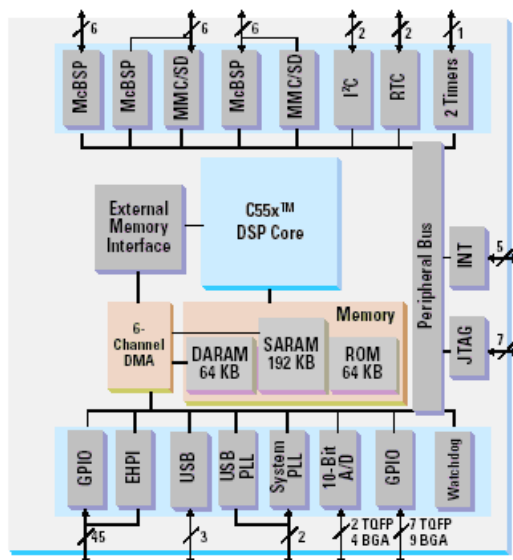 6
6
6
2
2
1
McBSP
McBSP
MMC/SD
McBSP
MMC/SD
I²C
RTC
2 Timers
External
Memory
Interface
C55x™
DSP Core
Peripheral Bus
INT
5
6-
Channel
DMA
Memory
DARAM
64 KB
SARAM
192 KB
ROM
64 KB
JTAG
7
GPIO
EHPI
USB
USB
PLL
System
PLL
10-Bit
A/D
GPIO
Watchdog
45
3
2
2 TQFP
4 BGA
7 TQFP
9 BGA